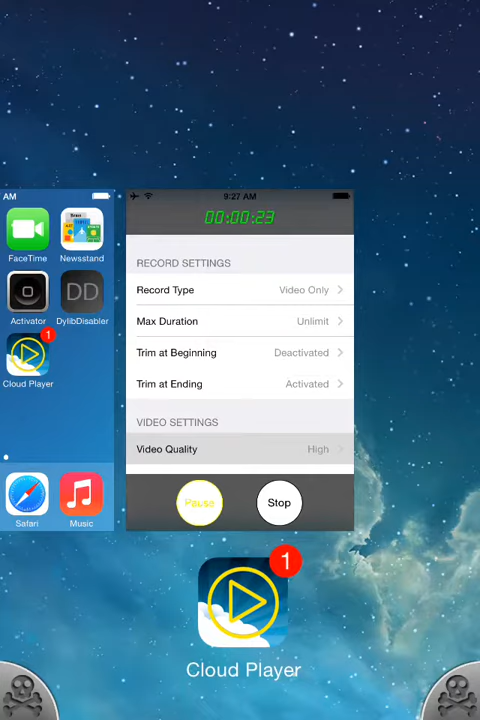 AM
FaceTime
Newsstand
Activator
DD
DylibDisabler
1
Cloud Player
Safari
Music
9:27 AM
00:00:23
RECORD SETTINGS
Record Type Video Only
Max Duration Unlimit
Trim at Beginning Deactivated
Trim at Ending Activated
VIDEO SETTINGS
Video Quality High
Pause Stop
1
Cloud Player